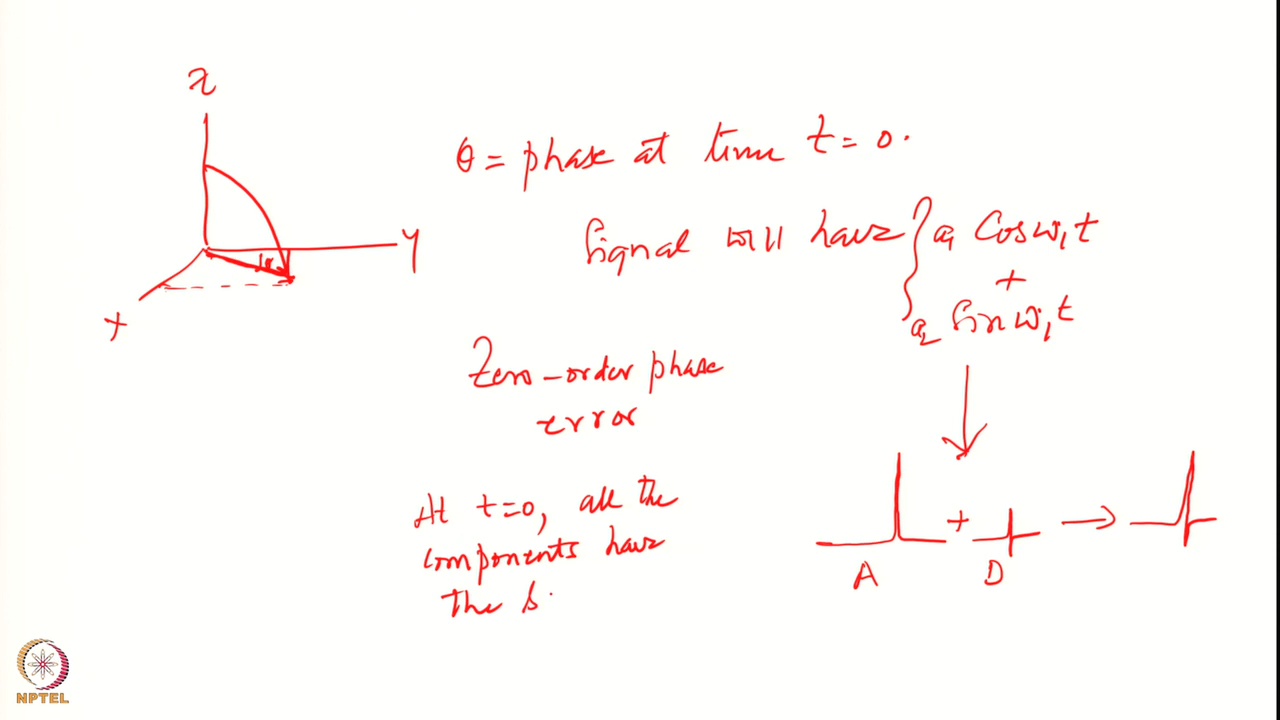 z
θ = phase at time t = 0.
Signal will have { a₁ Cos ω₁t
y
+
a₂ Sin ω₁t
x
Zero-order phase
error
At t=0, all the
components have
the s
+
A
D
NPTEL